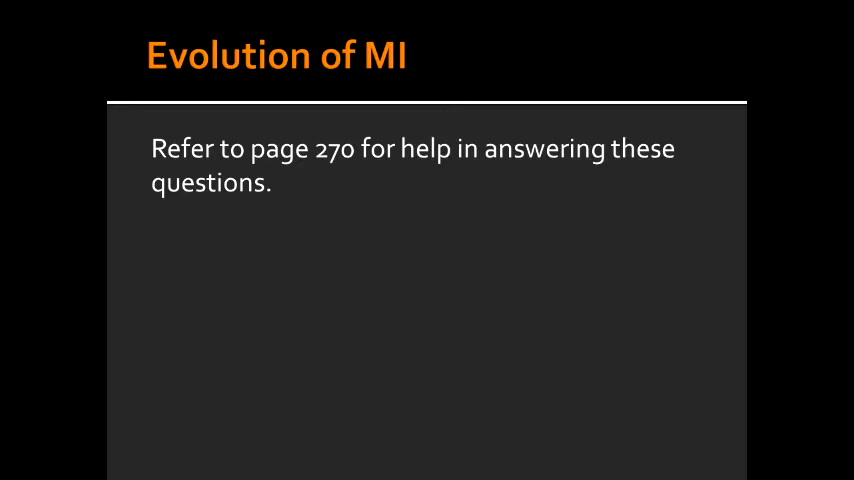 Evolution of MI
Refer to page 270 for help in answering these
questions.